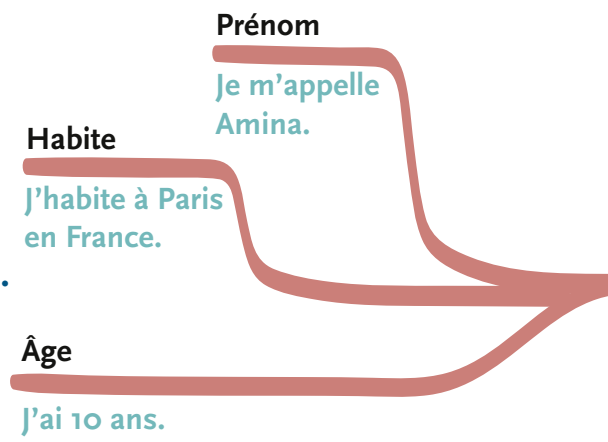 Prénom
Je m’appelle
Amina.
Habite
J’habite à Paris
en France.
Âge
J’ai 10 ans.